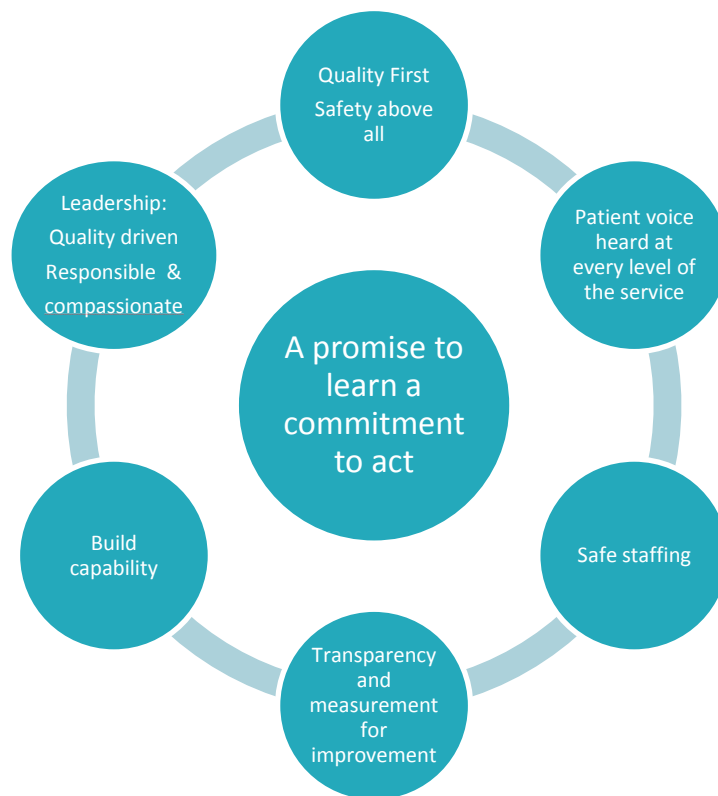 Quality First
Safety above
all
Patient voice
heard at
every level of
the service
Safe staffing
Transparency
and
measurement
for
improvement
Build
capability
Leadership:
Quality driven
Responsible &
compassionate
A promise to
learn a
commitment
to act